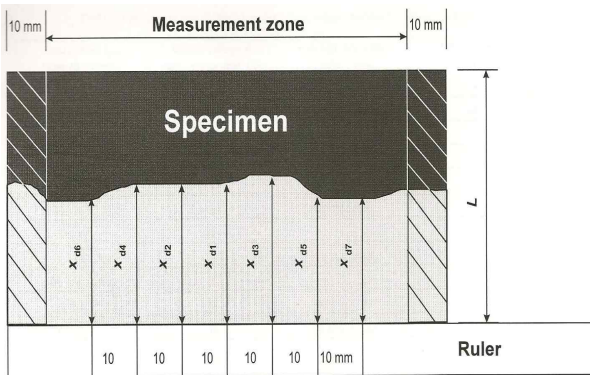 10 mm Measurement zone 10 mm
Specimen
L
x d6 x d4 x d2 x d1 x d3 x d5 x d7
10 10 10 10 10 10 mm Ruler